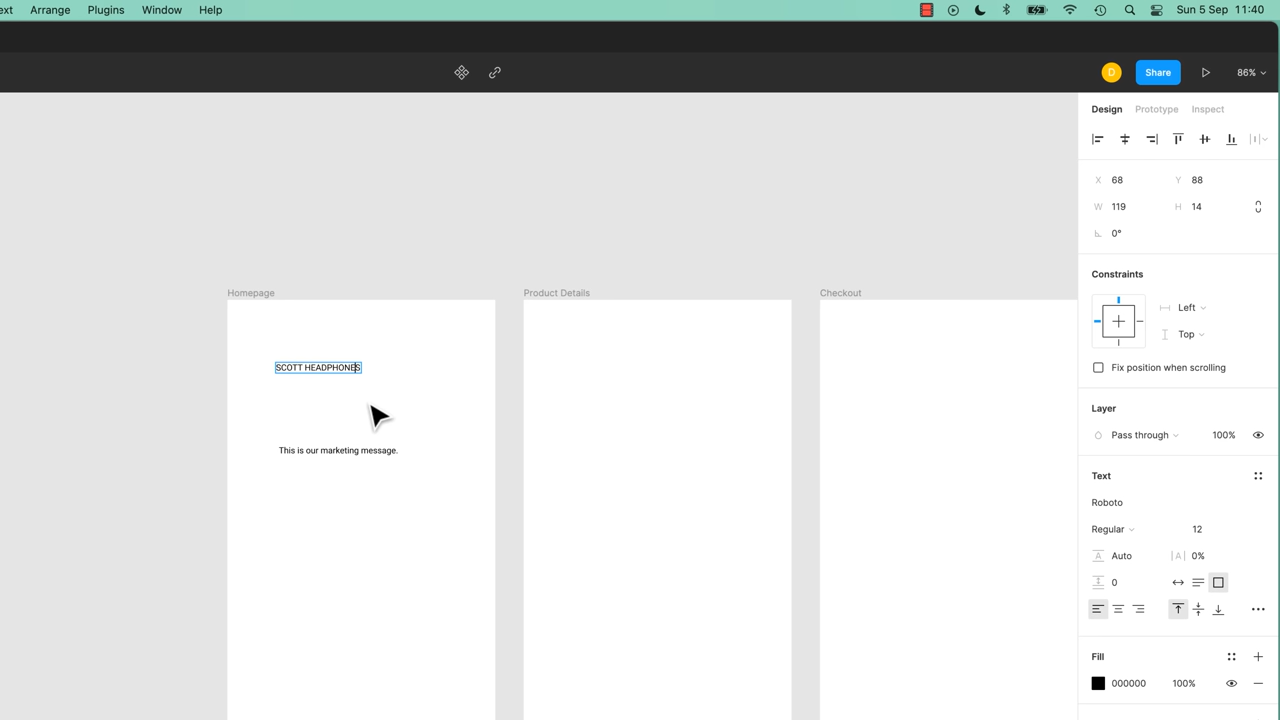 ext Arrange Plugins Window Help Sun 5 Sep 11:40
D Share 86%
Design Prototype Inspect
X 68 Y 88
W 119 H 14
0°
Constraints
Left
Top
Fix position when scrolling
Layer
Pass through 100%
Text
Roboto
Regular 12
A Auto |A| 0%
0
Fill
000000 100%
Homepage Product Details Checkout
SCOTT HEADPHONES
This is our marketing message.